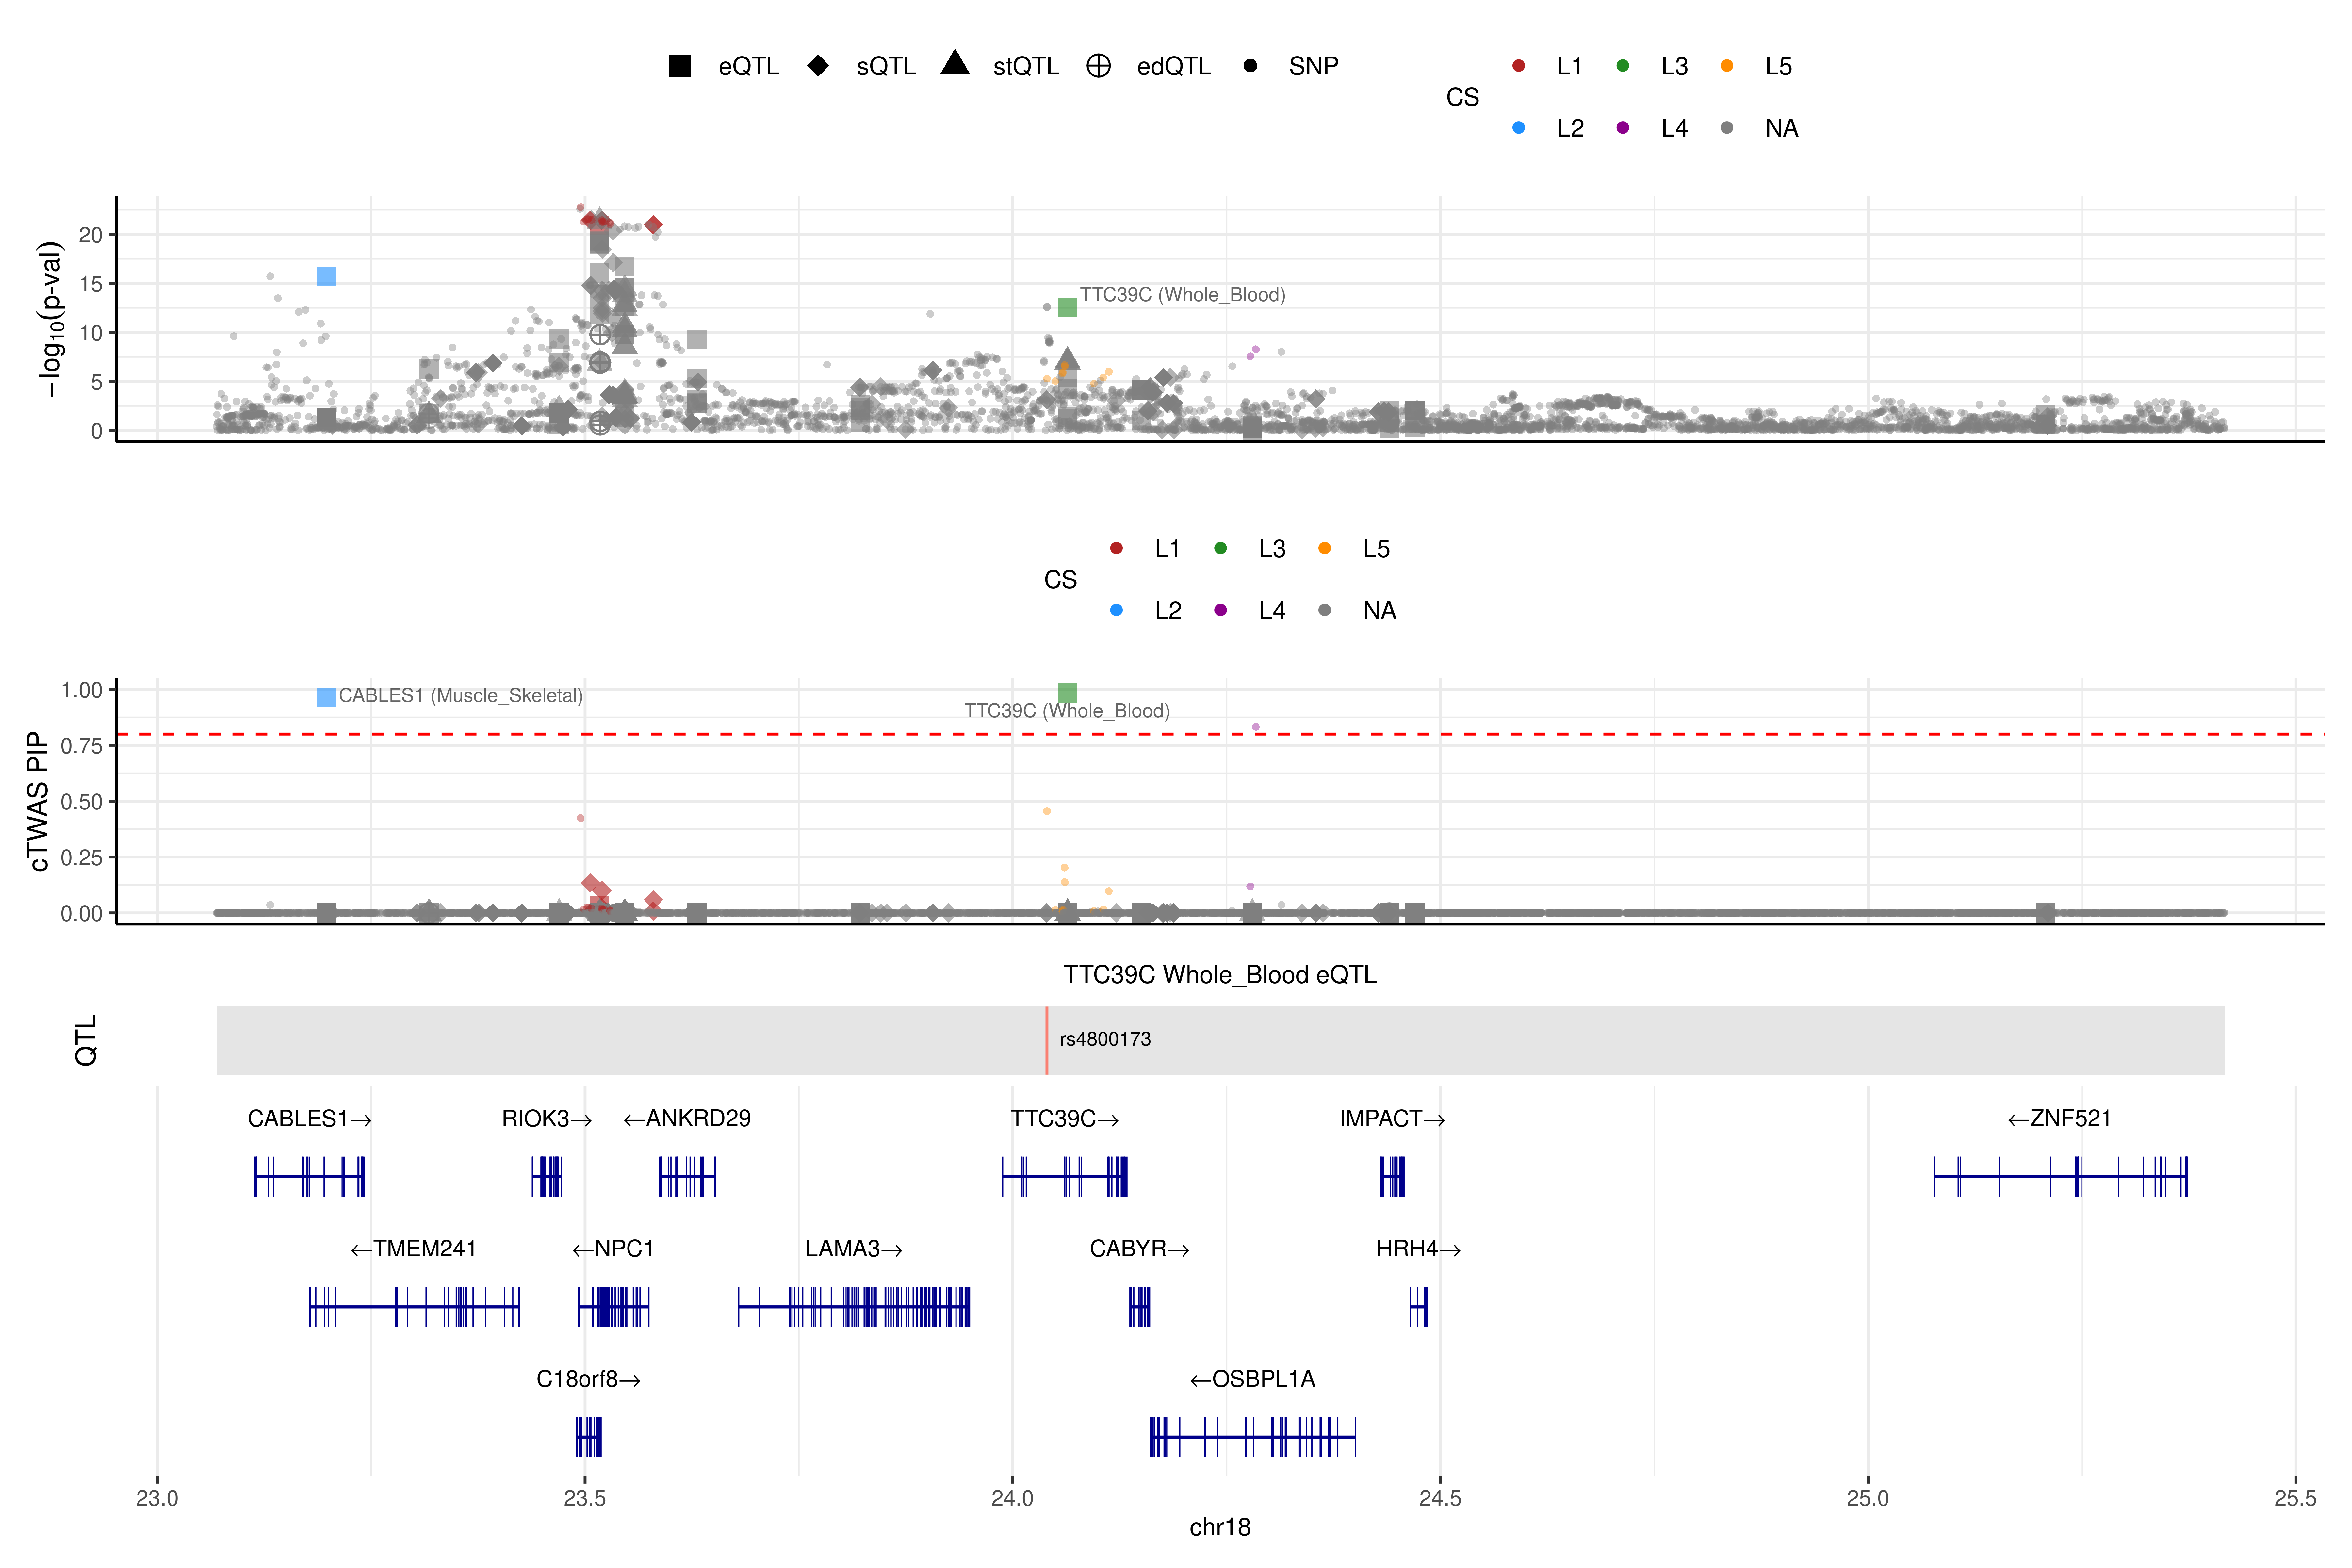 eQTL sQTL stQTL edQTL SNP
CS
L1 L3 L5
L2 L4 NA
−log10(p-val)
20
15
10
5
0
TTC39C (Whole_Blood)
CS
L1 L3 L5
L2 L4 NA
cTWAS PIP
1.00
0.75
0.50
0.25
0.00
CABLES1 (Muscle_Skeletal)
TTC39C (Whole_Blood)
TTC39C Whole_Blood eQTL
QTL
rs4800173
CABLES1→ RIOK3→ ←ANKRD29 TTC39C→ IMPACT→ ←ZNF521
←TMEM241 ←NPC1 LAMA3→ CABYR→ HRH4→
C18orf8→ ←OSBPL1A
23.0 23.5 24.0 24.5 25.0 25.5
chr18